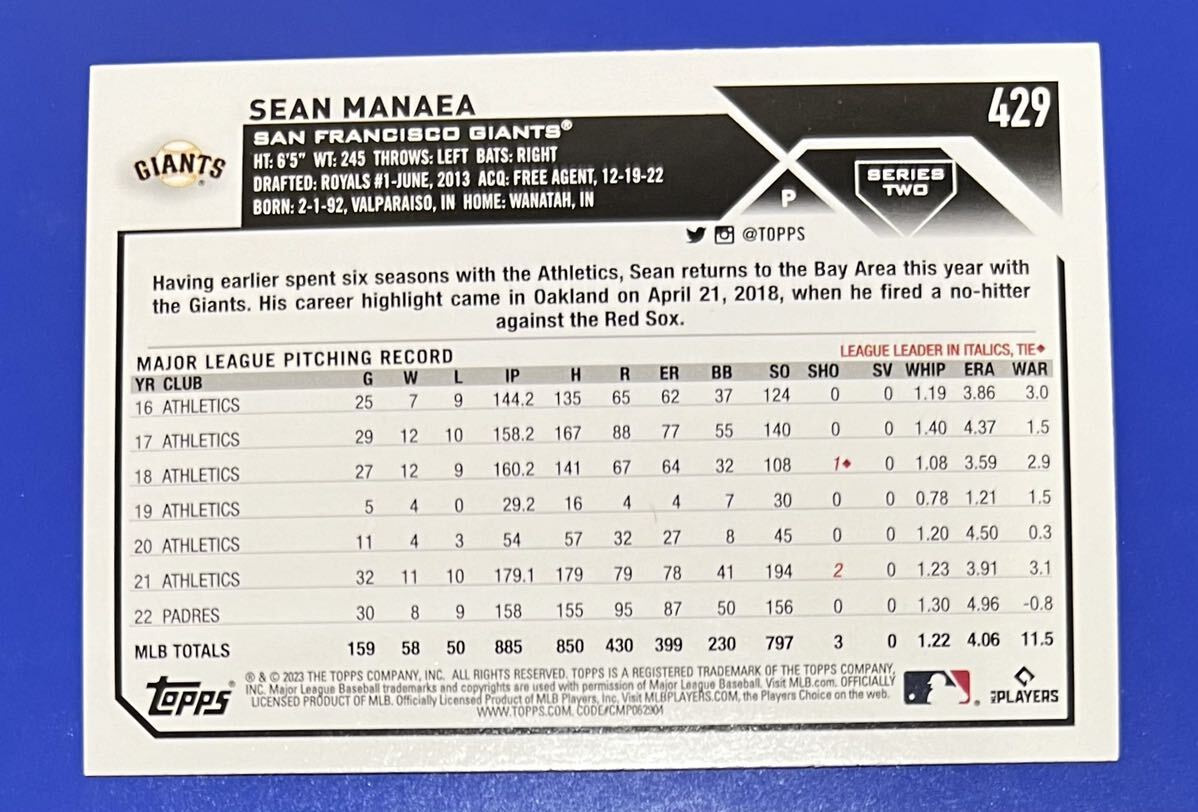 SEAN MANAEA
429
GIANTS
SAN FRANCISCO GIANTS®
HT: 6'5" WT: 245 THROWS: LEFT BATS: RIGHT
DRAFTED: ROYALS #1-JUNE, 2013 ACQ: FREE AGENT, 12-19-22
BORN: 2-1-92, VALPARAISO, IN HOME: WANATAH, IN
P
SERIES
TWO
@TOPPS
Having earlier spent six seasons with the Athletics, Sean returns to the Bay Area this year with
the Giants. His career highlight came in Oakland on April 21, 2018, when he fired a no-hitter
against the Red Sox.
MAJOR LEAGUE PITCHING RECORD
LEAGUE LEADER IN ITALICS, TIE♦
YR CLUB G W L IP H R ER BB SO SHO SV WHIP ERA WAR
16 ATHLETICS 25 7 9 144.2 135 65 62 37 124 0 0 1.19 3.86 3.0
17 ATHLETICS 29 12 10 158.2 167 88 77 55 140 0 0 1.40 4.37 1.5
18 ATHLETICS 27 12 9 160.2 141 67 64 32 108 1♦ 0 1.08 3.59 2.9
19 ATHLETICS 5 4 0 29.2 16 4 4 7 30 0 0 0.78 1.21 1.5
20 ATHLETICS 11 4 3 54 57 32 27 8 45 0 0 1.20 4.50 0.3
21 ATHLETICS 32 11 10 179.1 179 79 78 41 194 2 0 1.23 3.91 3.1
22 PADRES 30 8 9 158 155 95 87 50 156 0 0 1.30 4.96 -0.8
MLB TOTALS 159 58 50 885 850 430 399 230 797 3 0 1.22 4.06 11.5
® & © 2023 THE TOPPS COMPANY, INC. ALL RIGHTS RESERVED. TOPPS IS A REGISTERED TRADEMARK OF THE TOPPS COMPANY,
INC. Major League Baseball trademarks and copyrights are used with permission of Major League Baseball. Visit MLB.com. OFFICIALLY
LICENSED PRODUCT OF MLB. Officially Licensed Product of MLB Players, Inc. Visit MLBPLAYERS.COM, the Players Choice on the web.
WWW.TOPPS.COM. CODE#CMP062904
Topps®
MLBPLAYERS